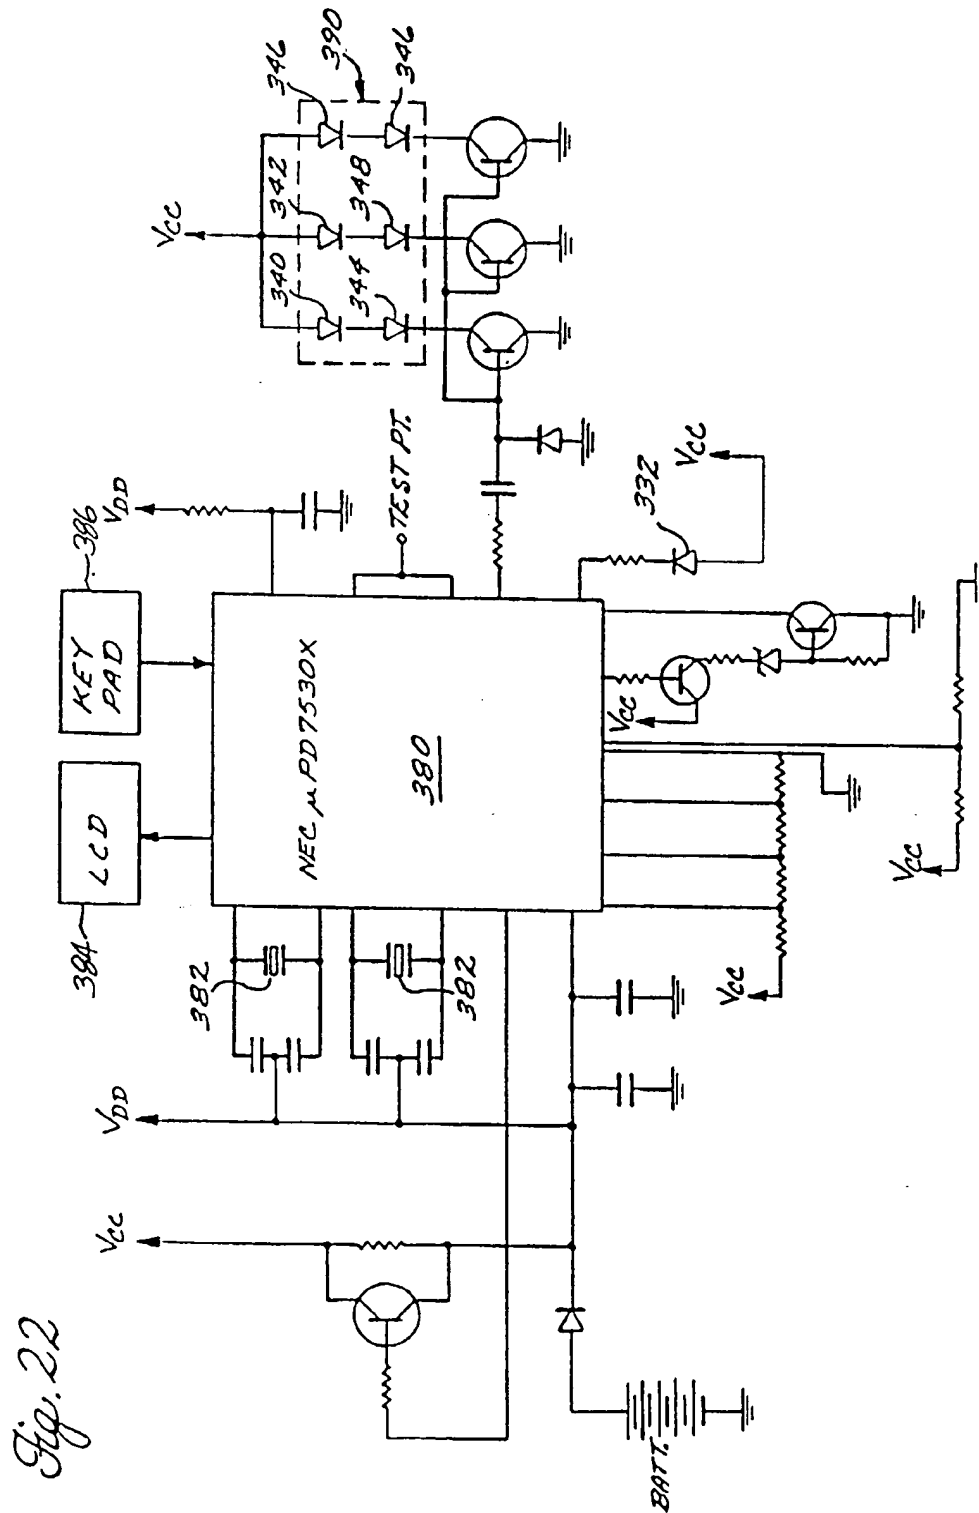 Fig. 22
VCC
VDD
384
LCD
KEY
PAD
386
VDD
VCC
340
342
346
390
344
348
346
382
382
NEC μPD7530X
380
TEST PT.
332
VCC
VCC
VCC
VCC
BATT.